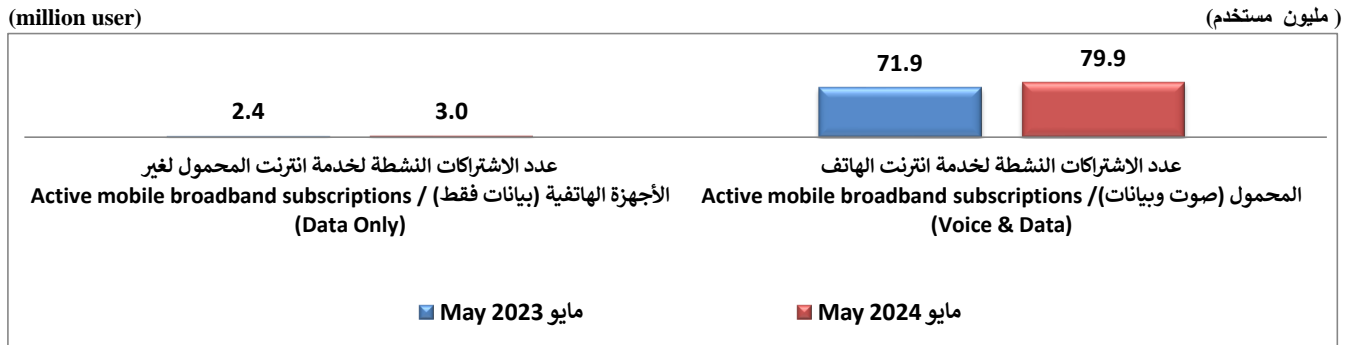 (million user)
( مليون مستخدم)
71.9
79.9
2.4
3.0
عدد الاشتراكات النشطة لخدمة انترنت المحمول لغير
الأجهزة الهاتفية (بيانات فقط) / Active mobile broadband subscriptions
(Data Only)
عدد الاشتراكات النشطة لخدمة انترنت الهاتف
المحمول (صوت وبيانات)/ Active mobile broadband subscriptions
(Voice & Data)
مايو May 2023
مايو May 2024